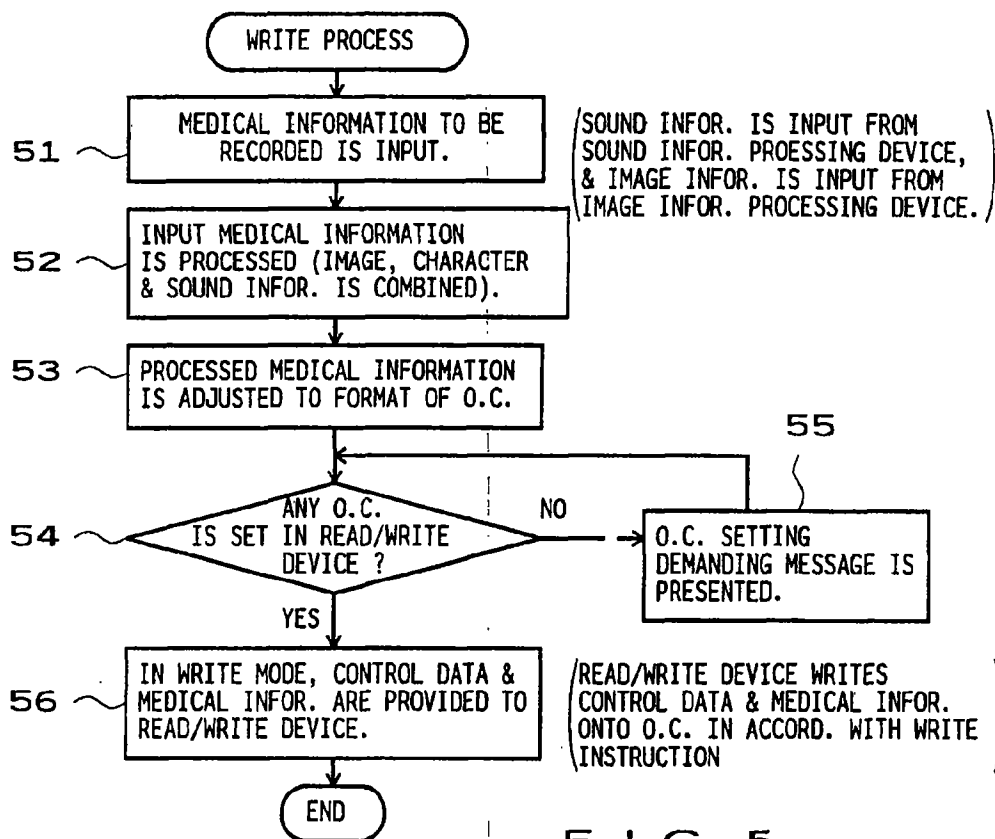 WRITE PROCESS
51
MEDICAL INFORMATION TO BE
RECORDED IS INPUT.
(SOUND INFOR. IS INPUT FROM
SOUND INFOR. PROESSING DEVICE,
& IMAGE INFOR. IS INPUT FROM
IMAGE INFOR. PROCESSING DEVICE.)
52
INPUT MEDICAL INFORMATION
IS PROCESSED (IMAGE, CHARACTER
& SOUND INFOR. IS COMBINED).
53
PROCESSED MEDICAL INFORMATION
IS ADJUSTED TO FORMAT OF O.C.
54
ANY O.C.
IS SET IN READ/WRITE
DEVICE ?
NO
55
O.C. SETTING
DEMANDING MESSAGE IS
PRESENTED.
YES
56
IN WRITE MODE, CONTROL DATA &
MEDICAL INFOR. ARE PROVIDED TO
READ/WRITE DEVICE.
(READ/WRITE DEVICE WRITES
CONTROL DATA & MEDICAL INFOR.
ONTO O.C. IN ACCORD. WITH WRITE
INSTRUCTION)
END
FIG. 5